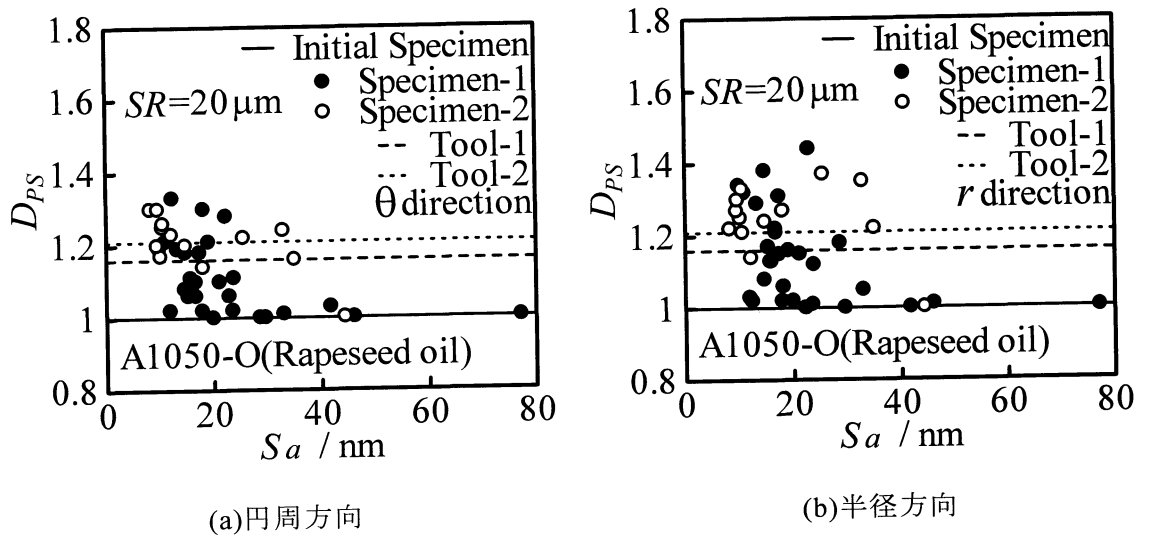 1.8
1.6
1.4
1.2
1
0.8
D_PS
Initial Specimen
Specimen-1
SR=20 μm
Specimen-2
Tool-1
Tool-2
θ direction
A1050-O(Rapeseed oil)
0 20 40 60 80
Sa / nm
(a)円周方向
1.8
1.6
1.4
1.2
1
0.8
D_PS
Initial Specimen
Specimen-1
SR=20 μm
Specimen-2
Tool-1
Tool-2
r direction
A1050-O(Rapeseed oil)
0 20 40 60 80
Sa / nm
(b)半径方向